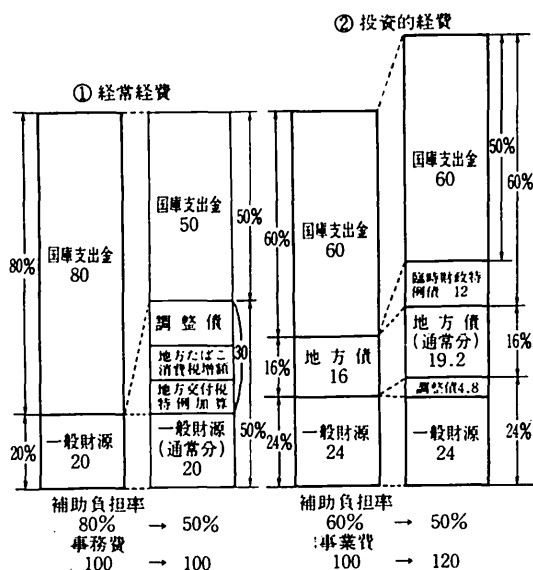 ② 投資的経費
① 経常経費
80%
国庫支出金
80
20%
一般財源
20
国庫支出金
50
調整債
地方たばこ
消費税増額
地方交付税
特例加算
30
一般財源
(通常分)
20
50%
50%
60%
国庫支出金
60
16%
地方債
16
24%
一般財源
24
国庫支出金
60
臨時財政特
例債 12
地方債
(通常分)
19.2
調整債4.8
一般財源
24
50%
60%
16%
24%
補助負担率
80% → 50%
事務費
100 → 100
補助負担率
60% → 50%
事業費
100 → 120